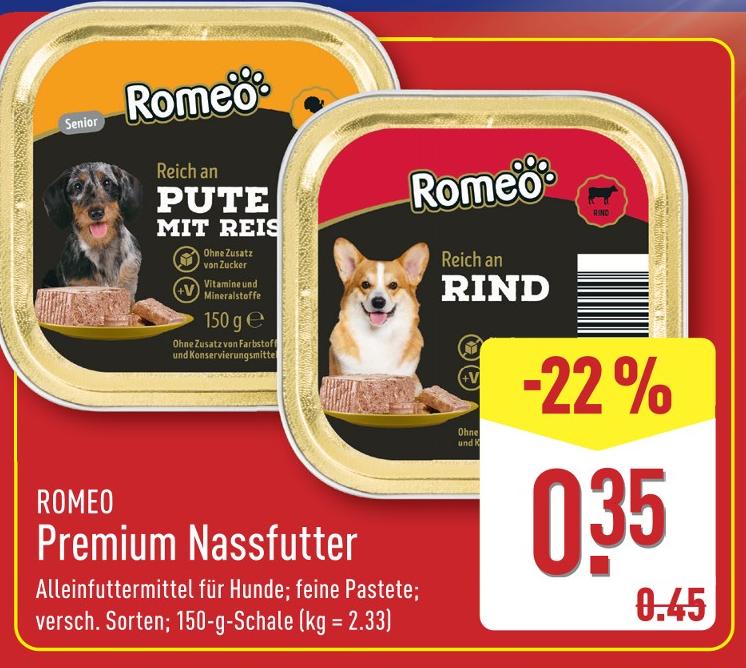 Romeo
Senior
Reich an
PUTE
MIT REIS
Ohne Zusatz
von Zucker
+V
Vitamine und
Mineralstoffe
150 g e
Ohne Zusatz von Farbstoff
und Konservierungsmittel
Romeo
RIND
Reich an
RIND
+V
Ohne
und K
-22 %
0.35
0.45
ROMEO
Premium Nassfutter
Alleinfuttermittel für Hunde; feine Pastete;
versch. Sorten; 150-g-Schale (kg = 2.33)